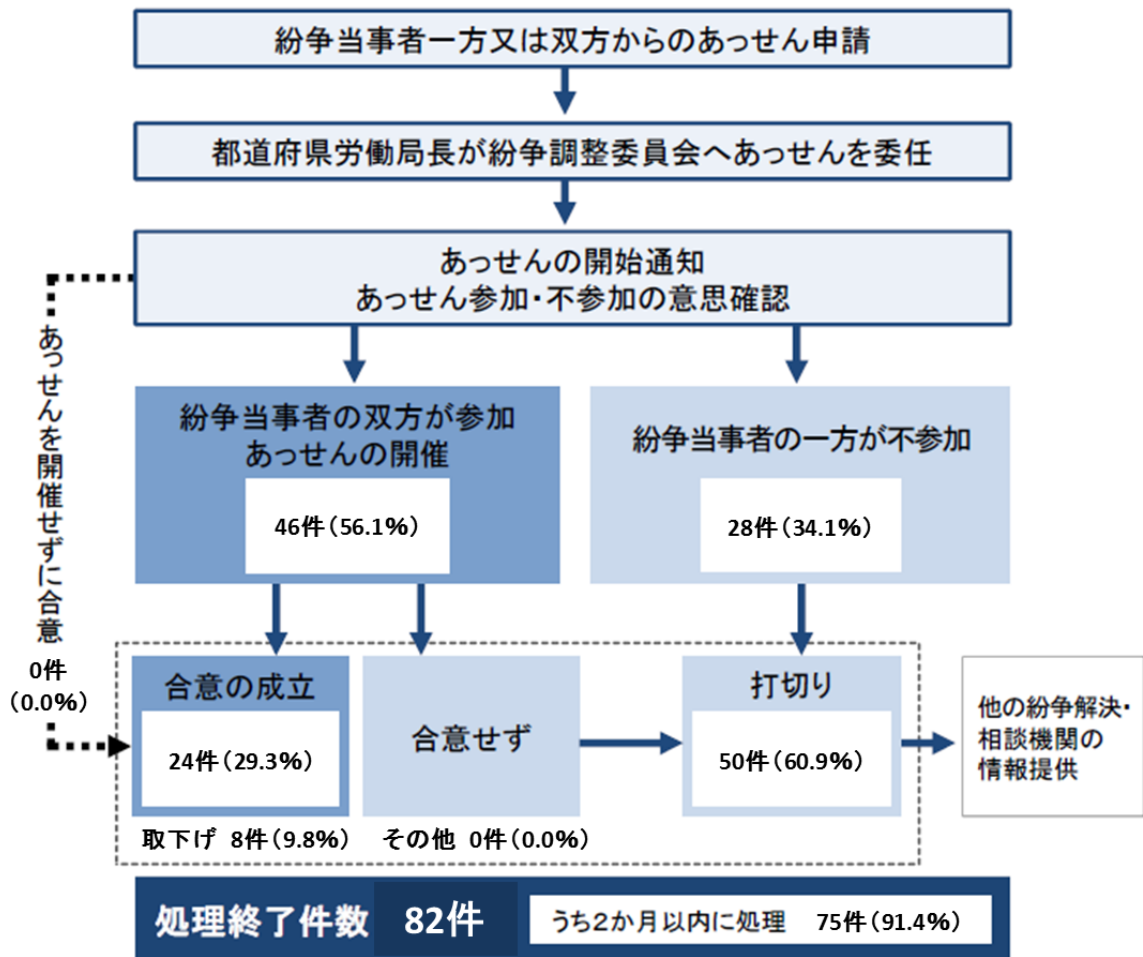 紛争当事者一方又は双方からのあっせん申請
都道府県労働局長が紛争調整委員会へあっせんを委任
あっせんの開始通知
あっせん参加・不参加の意思確認
あっせんを開催せずに合意
0件
(0.0%)
紛争当事者の双方が参加
あっせんの開催
46件(56.1%)
紛争当事者の一方が不参加
28件(34.1%)
合意の成立
24件(29.3%)
合意せず
打切り
50件(60.9%)
他の紛争解決・
相談機関の
情報提供
取下げ 8件(9.8%)
その他 0件(0.0%)
処理終了件数 82件
うち2か月以内に処理 75件(91.4%)